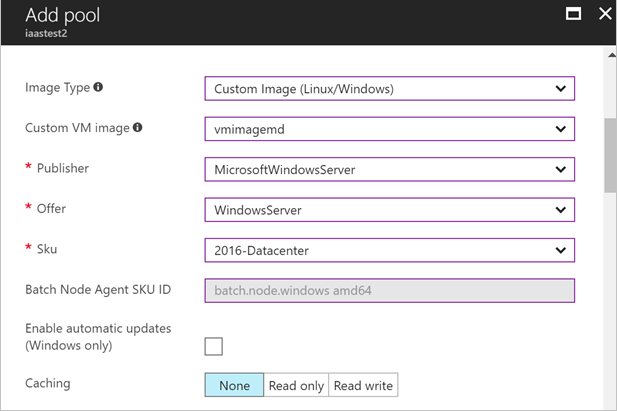 Add pool
iaastest2
Image Type
Custom Image (Linux/Windows)
Custom VM image
vmimagemd
* Publisher
MicrosoftWindowsServer
* Offer
WindowsServer
* Sku
2016-Datacenter
Batch Node Agent SKU ID
batch.node.windows amd64
Enable automatic updates
(Windows only)
Caching
None Read only Read write